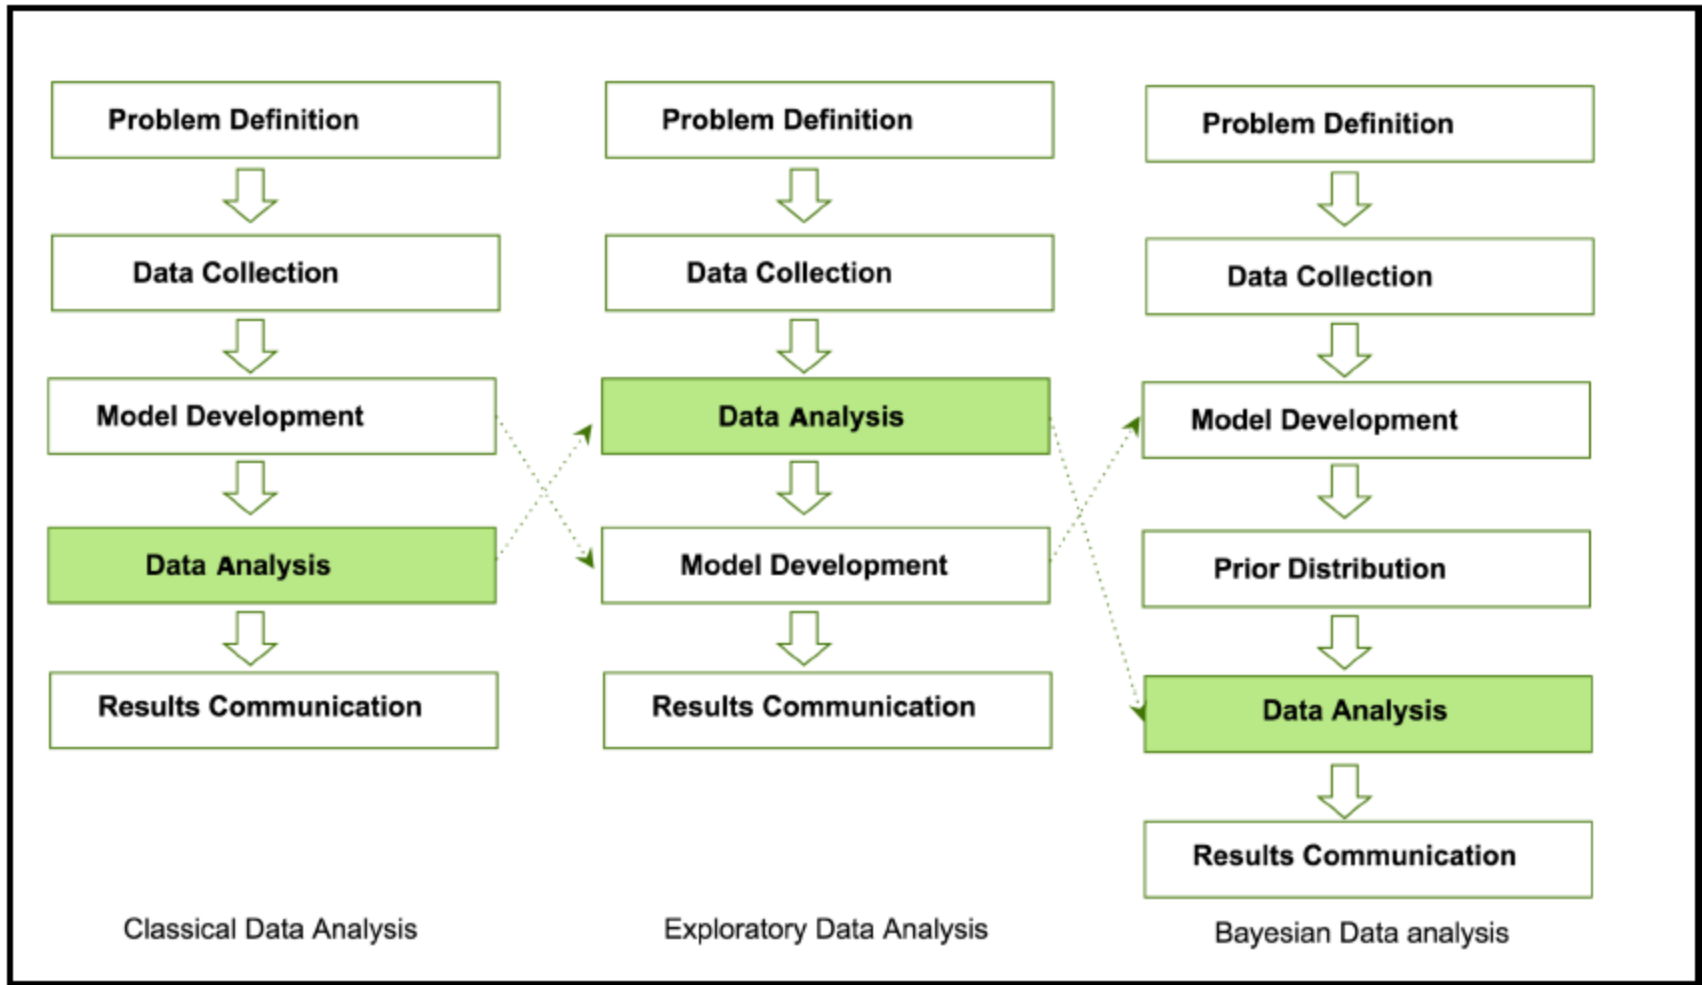 Problem Definition
Data Collection
Model Development
Data Analysis
Results Communication
Classical Data Analysis
Problem Definition
Data Collection
Data Analysis
Model Development
Results Communication
Exploratory Data Analysis
Problem Definition
Data Collection
Model Development
Prior Distribution
Data Analysis
Results Communication
Bayesian Data analysis